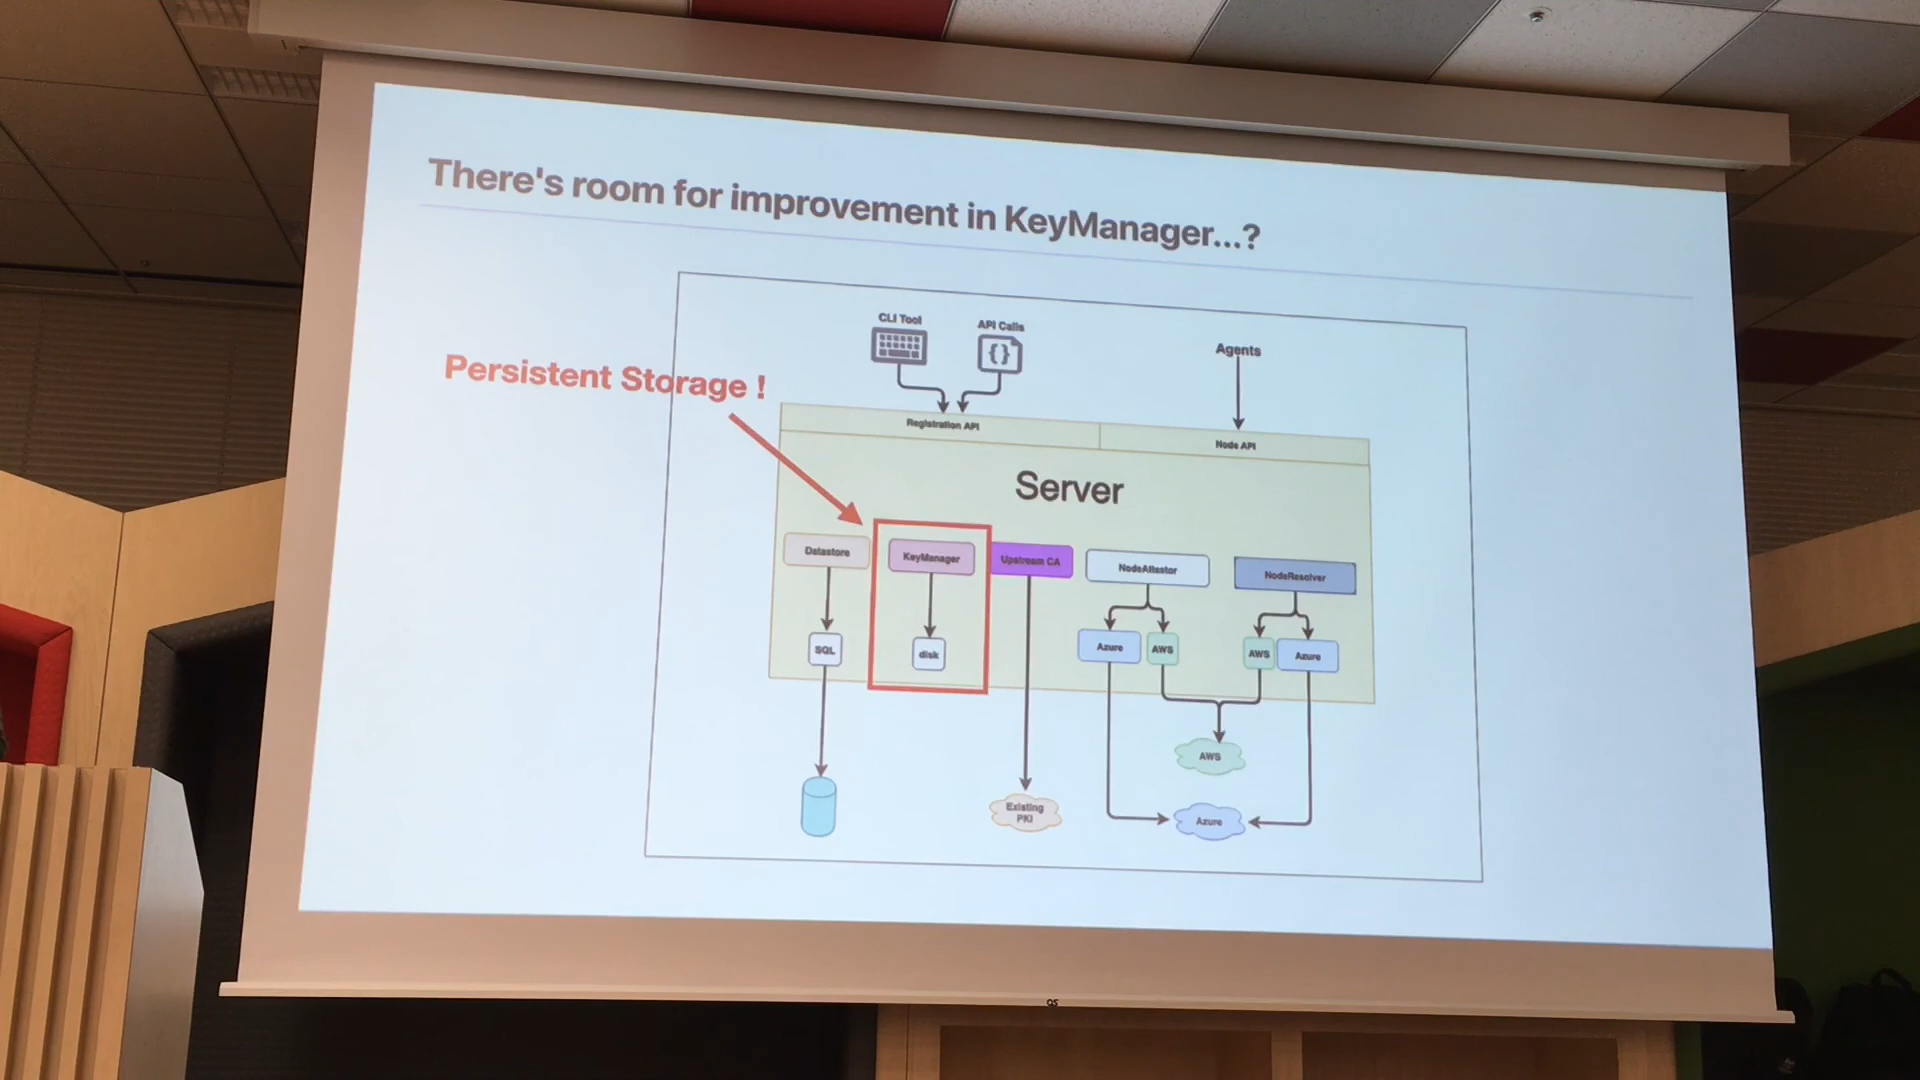 There's room for improvement in KeyManager...?
CLI Tool
API Calls
{}
Agents
Persistent Storage !
Registration API
Node API
Server
Datastore
KeyManager
Upstream CA
NodeAttestor
NodeResolver
SQL
disk
Azure
AWS
AWS
Azure
AWS
Existing
PKI
Azure
OS